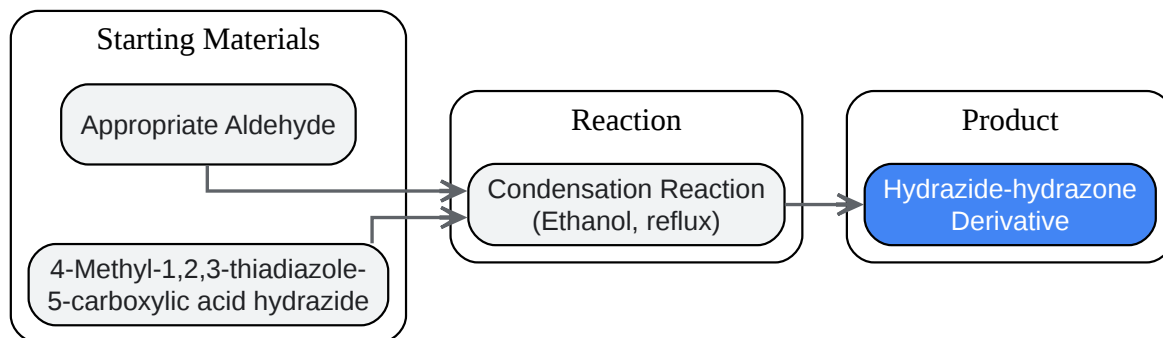 Starting Materials
Appropriate Aldehyde
4-Methyl-1,2,3-thiadiazole-
5-carboxylic acid hydrazide
Reaction
Condensation Reaction
(Ethanol, reflux)
Product
Hydrazide-hydrazone
Derivative